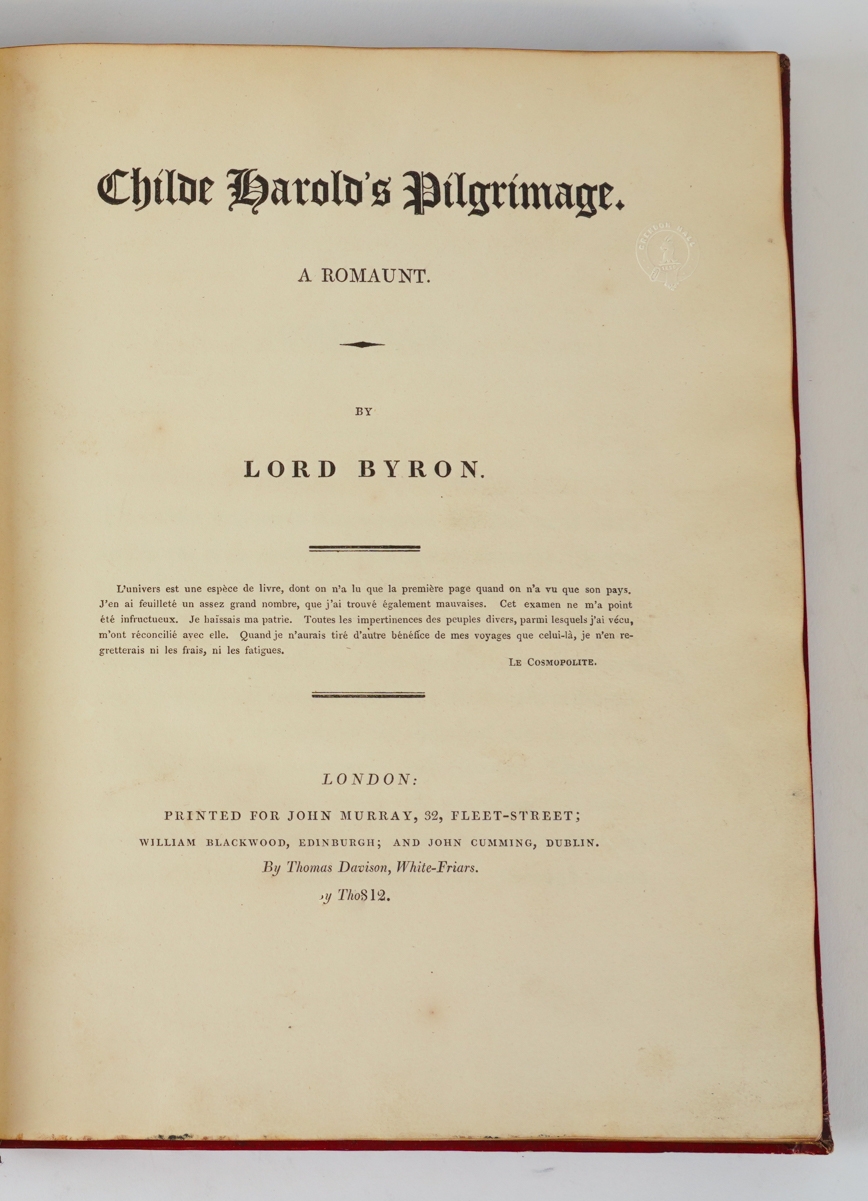 Childe Harold's Pilgrimage.
A ROMAUNT.
BY
LORD BYRON.
L'univers est une espèce de livre, dont on n'a lu que la première page quand on n'a vu que son pays.
J'en ai feuilleté un assez grand nombre, que j'ai trouvé également mauvaises. Cet examen ne m'a point
été infructueux. Je haïssais ma patrie. Toutes les impertinences des peuples divers, parmi lesquels j'ai vécu,
m'ont réconcilié avec elle. Quand je n'aurais tiré d'autre bénéfice de mes voyages que celui-là, je n'en re-
gretterais ni les frais, ni les fatigues.
LE COSMOPOLITE.
LONDON:
PRINTED FOR JOHN MURRAY, 32, FLEET-STREET;
WILLIAM BLACKWOOD, EDINBURGH; AND JOHN CUMMING, DUBLIN.
By Thomas Davison, White-Friars.
y Tho812.